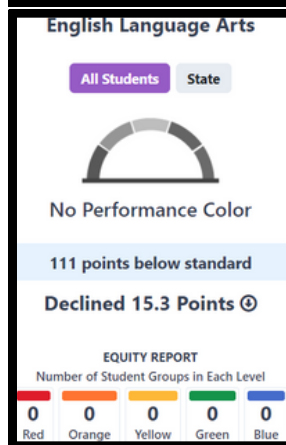 English Language Arts
All Students State
No Performance Color
111 points below standard
Declined 15.3 Points
EQUITY REPORT
Number of Student Groups in Each Level
0 0 0 0 0
Red Orange Yellow Green Blue